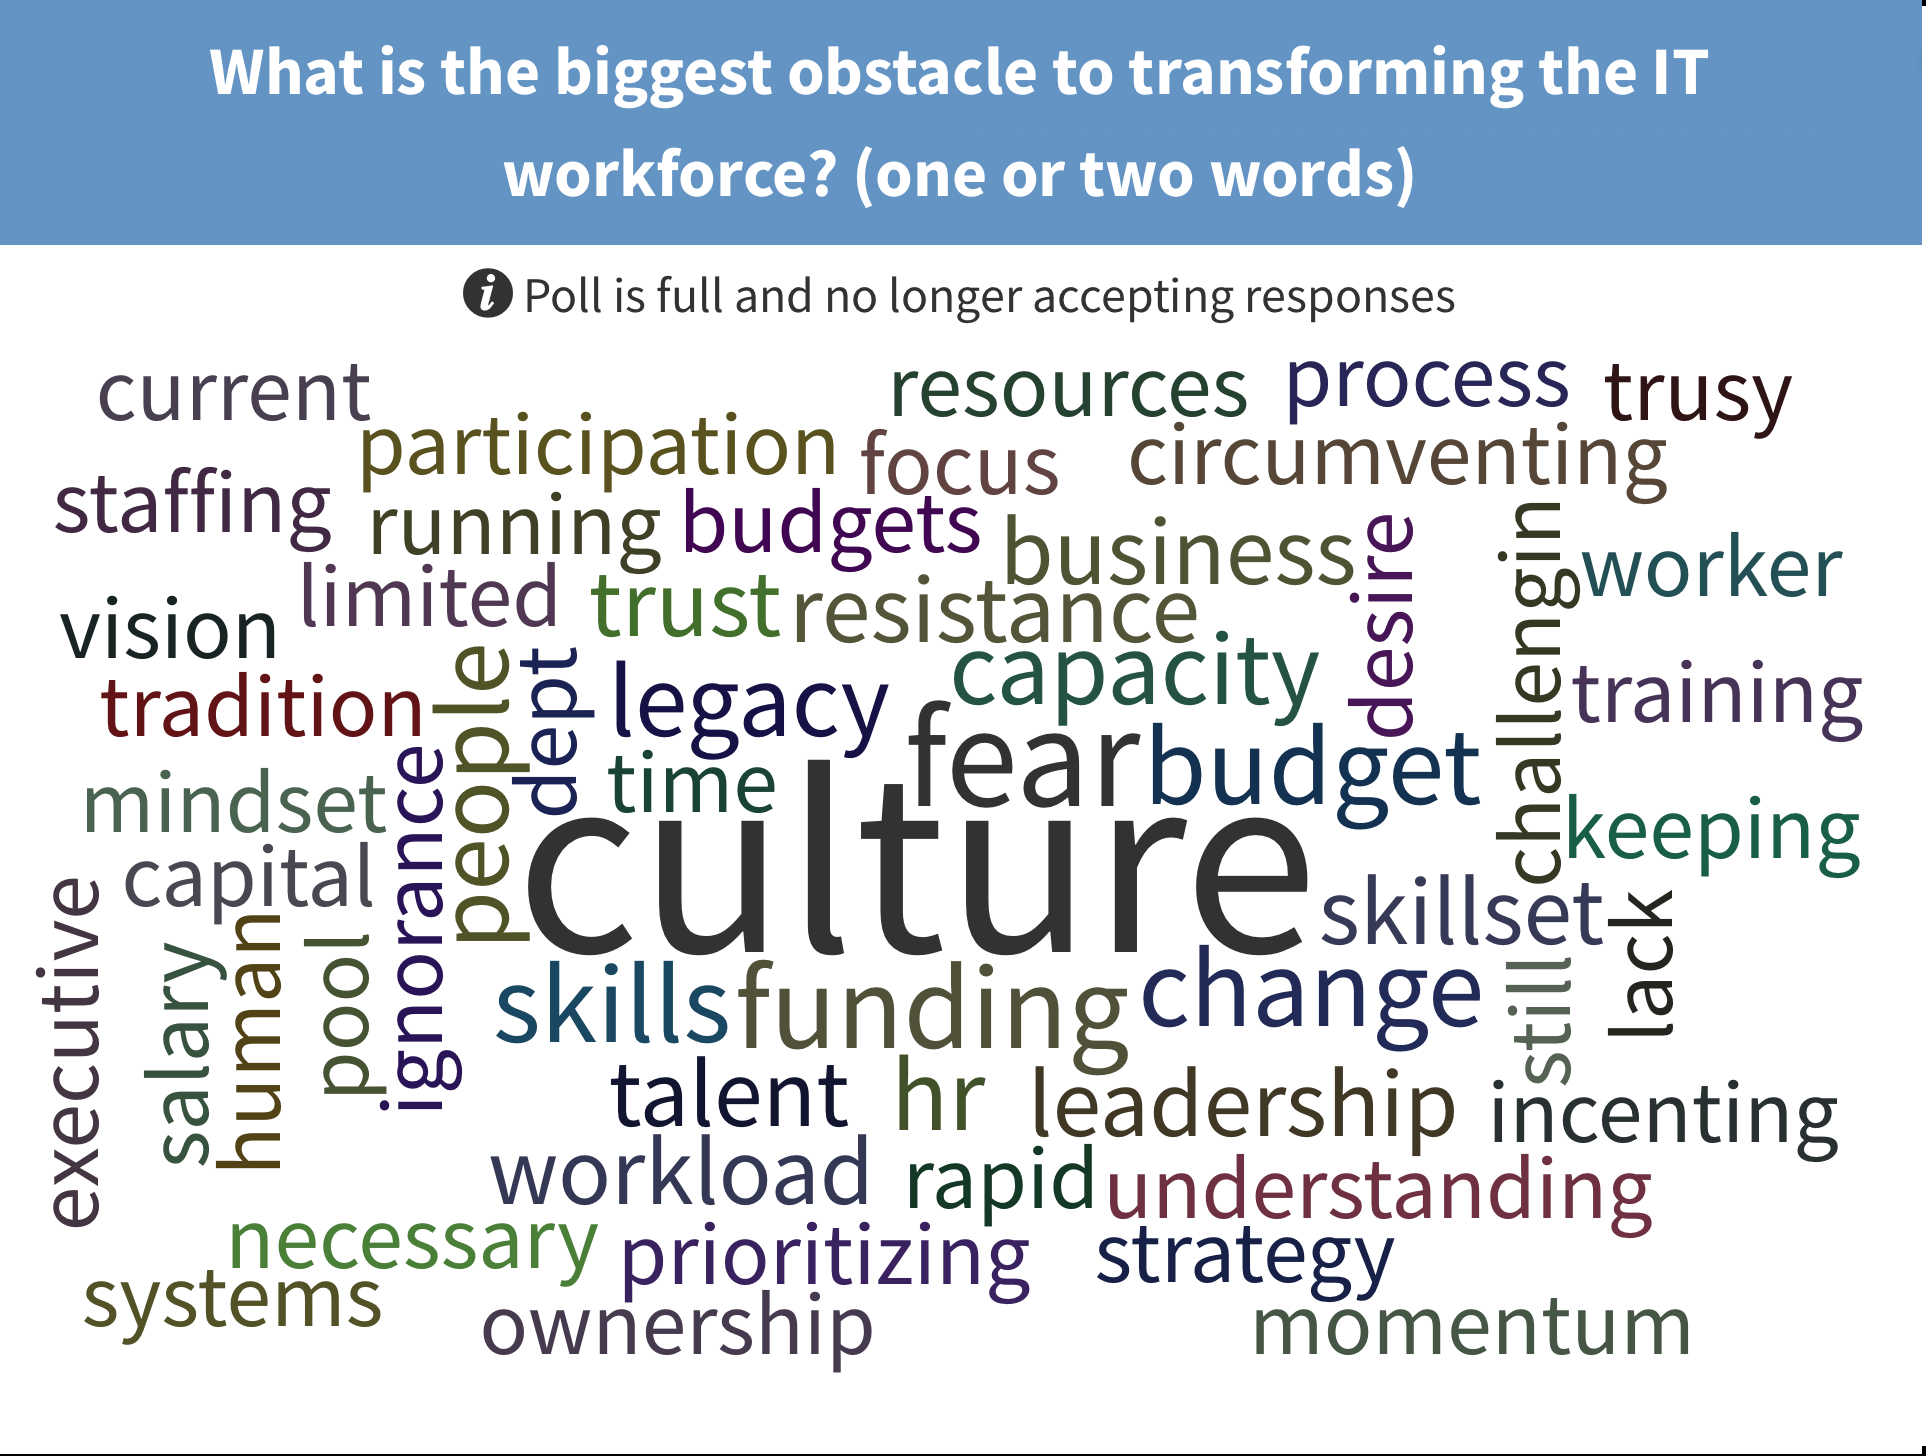 What is the biggest obstacle to transforming the IT
workforce? (one or two words)
i Poll is full and no longer accepting responses
current
resources
process
trusy
participation
focus
circumventing
staffing
running
budgets
business
desire
challengin
worker
limited
trust
resistance
vision
people
dept
capacity
tradition
legacy
training
fear
budget
mindset
ignorance
time
culture
keeping
capital
skillset
lack
executive
salary
human
pool
skills
funding
change
still
talent
hr
leadership
incenting
workload
rapid
understanding
necessary
prioritizing
strategy
systems
ownership
momentum